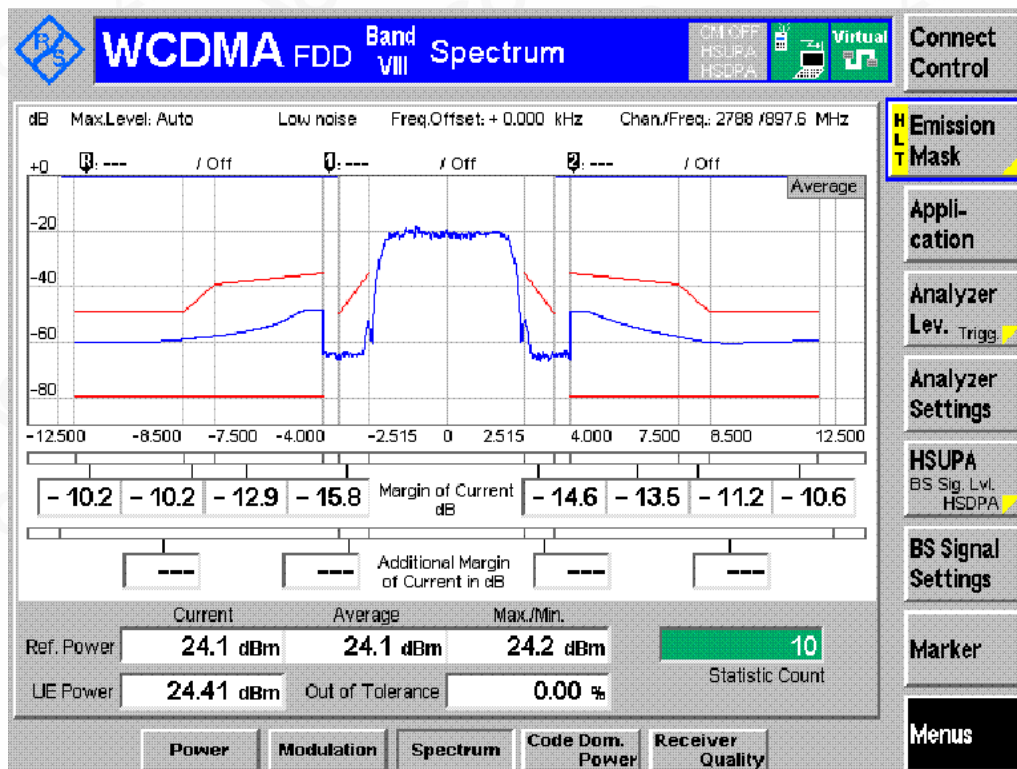 R S
WCDMA FDD Band VIII Spectrum
CMI OFF
HSUPA
HSDPA
Virtual
Connect
Control
dB Max.Level: Auto Low noise Freq.Offset: + 0.000 kHz Chan./Freq.: 2788 /897.6 MHz
HLT
Emission
Mask
+0 R: --- / Off 1: --- / Off 2: --- / Off
Average
-20
-40
-60
-80
-12.500 -8.500 -7.500 -4.000 -2.515 0 2.515 4.000 7.500 8.500 12.500
Appli-
cation
Analyzer
Lev. Trigg.
Analyzer
Settings
- 10.2 - 10.2 - 12.9 - 15.8 Margin of Current dB - 14.6 - 13.5 - 11.2 - 10.6
HSUPA
BS Sig. Lvl.
HSDPA
--- --- Additional Margin of Current in dB --- ---
BS Signal
Settings
Current Average Max./Min.
Ref. Power 24.1 dBm 24.1 dBm 24.2 dBm 10
Statistic Count
UE Power 24.41 dBm Out of Tolerance 0.00 %
Marker
Power Modulation Spectrum Code Dom. Power Receiver Quality
Menus